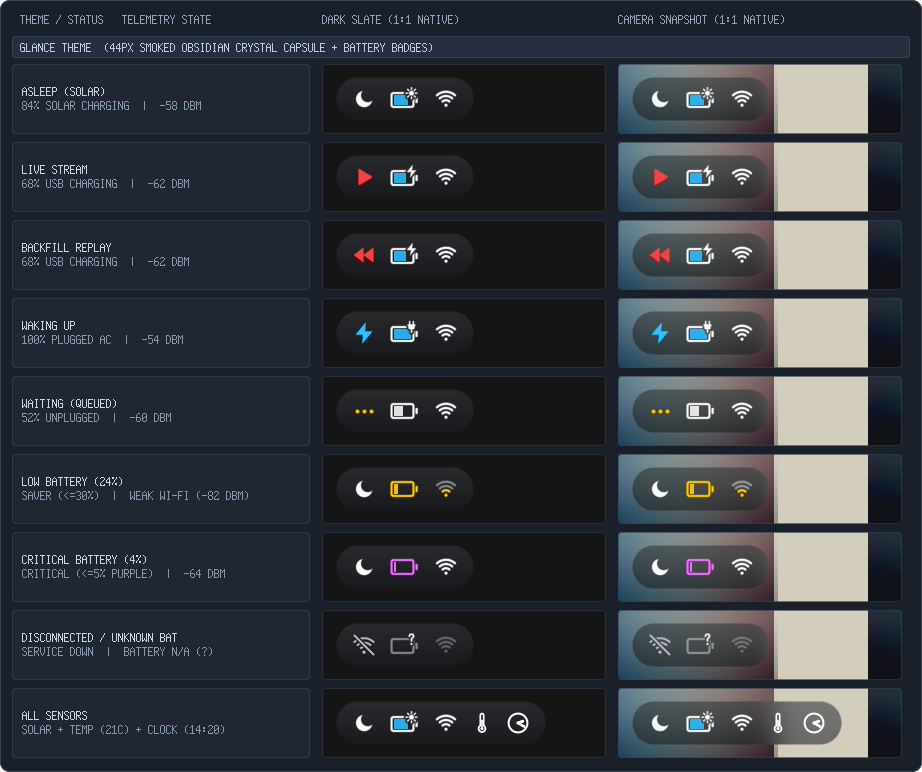 THEME / STATUS TELEMETRY STATE DARK SLATE (1:1 NATIVE) CAMERA SNAPSHOT (1:1 NATIVE)
GLANCE THEME (44PX SMOKED OBSIDIAN CRYSTAL CAPSULE + BATTERY BADGES)
ASLEEP (SOLAR)
84% SOLAR CHARGING | -58 DBM
LIVE STREAM
68% USB CHARGING | -62 DBM
BACKFILL REPLAY
68% USB CHARGING | -62 DBM
WAKING UP
100% PLUGGED AC | -54 DBM
WAITING (QUEUED)
52% UNPLUGGED | -60 DBM
LOW BATTERY (24%)
SAVER (<=30%) | WEAK WI-FI (-82 DBM)
CRITICAL BATTERY (4%)
CRITICAL (<=5% PURPLE) | -64 DBM
DISCONNECTED / UNKNOWN BAT
SERVICE DOWN | BATTERY N/A (?)
? ?
ALL SENSORS
SOLAR + TEMP (21C) + CLOCK (14:20)